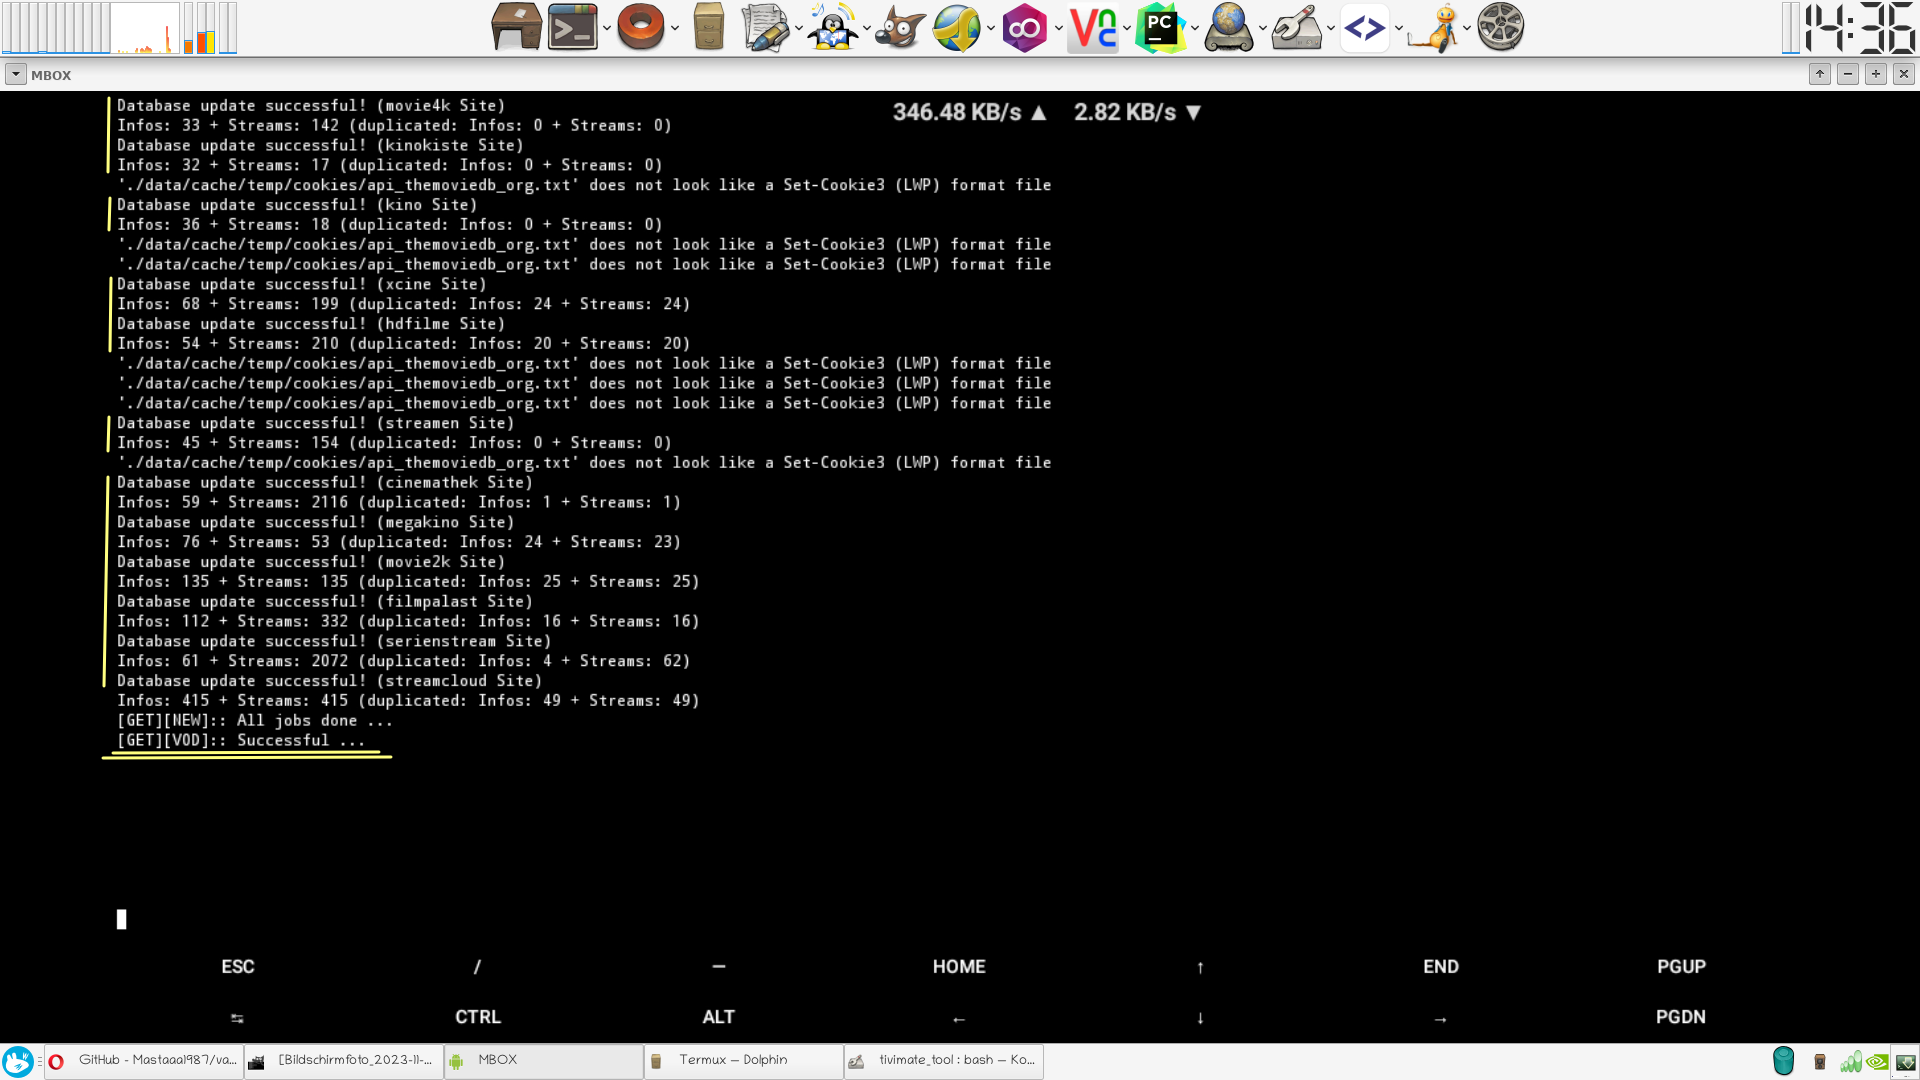 14:36
MBOX
346.48 KB/s ▲ 2.82 KB/s ▼
Database update successful! (movie4k Site)
Infos: 33 + Streams: 142 (duplicated: Infos: 0 + Streams: 0)
Database update successful! (kinokiste Site)
Infos: 32 + Streams: 17 (duplicated: Infos: 0 + Streams: 0)
'./data/cache/temp/cookies/api_themoviedb_org.txt' does not look like a Set-Cookie3 (LWP) format file
Database update successful! (kino Site)
Infos: 36 + Streams: 18 (duplicated: Infos: 0 + Streams: 0)
'./data/cache/temp/cookies/api_themoviedb_org.txt' does not look like a Set-Cookie3 (LWP) format file
'./data/cache/temp/cookies/api_themoviedb_org.txt' does not look like a Set-Cookie3 (LWP) format file
Database update successful! (xcine Site)
Infos: 68 + Streams: 199 (duplicated: Infos: 24 + Streams: 24)
Database update successful! (hdfilme Site)
Infos: 54 + Streams: 210 (duplicated: Infos: 20 + Streams: 20)
'./data/cache/temp/cookies/api_themoviedb_org.txt' does not look like a Set-Cookie3 (LWP) format file
'./data/cache/temp/cookies/api_themoviedb_org.txt' does not look like a Set-Cookie3 (LWP) format file
'./data/cache/temp/cookies/api_themoviedb_org.txt' does not look like a Set-Cookie3 (LWP) format file
Database update successful! (streamen Site)
Infos: 45 + Streams: 154 (duplicated: Infos: 0 + Streams: 0)
'./data/cache/temp/cookies/api_themoviedb_org.txt' does not look like a Set-Cookie3 (LWP) format file
Database update successful! (cinemathek Site)
Infos: 59 + Streams: 2116 (duplicated: Infos: 1 + Streams: 1)
Database update successful! (megakino Site)
Infos: 76 + Streams: 53 (duplicated: Infos: 24 + Streams: 23)
Database update successful! (movie2k Site)
Infos: 135 + Streams: 135 (duplicated: Infos: 25 + Streams: 25)
Database update successful! (filmpalast Site)
Infos: 112 + Streams: 332 (duplicated: Infos: 16 + Streams: 16)
Database update successful! (serienstream Site)
Infos: 61 + Streams: 2072 (duplicated: Infos: 4 + Streams: 62)
Database update successful! (streamcloud Site)
Infos: 415 + Streams: 415 (duplicated: Infos: 49 + Streams: 49)
[GET][NEW]:: All jobs done ...
[GET][VOD]:: Successful ...
ESC / — HOME ↑ END PGUP
↹ CTRL ALT ← ↓ → PGDN
GitHub - Mastaaa1987/va... [Bildschirmfoto_2023-11-... MBOX Termux — Dolphin tivimate_tool : bash — Ko...